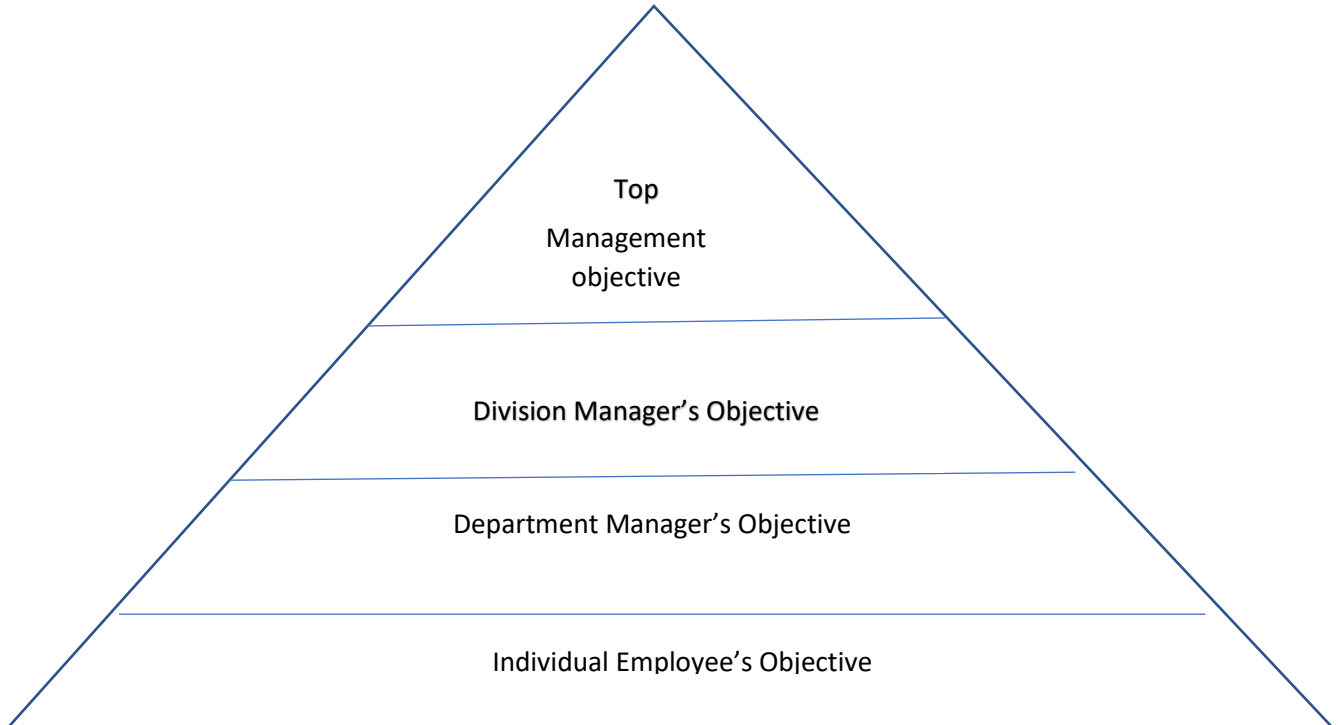 Top
Management
objective
Division Manager’s Objective
Department Manager’s Objective
Individual Employee’s Objective